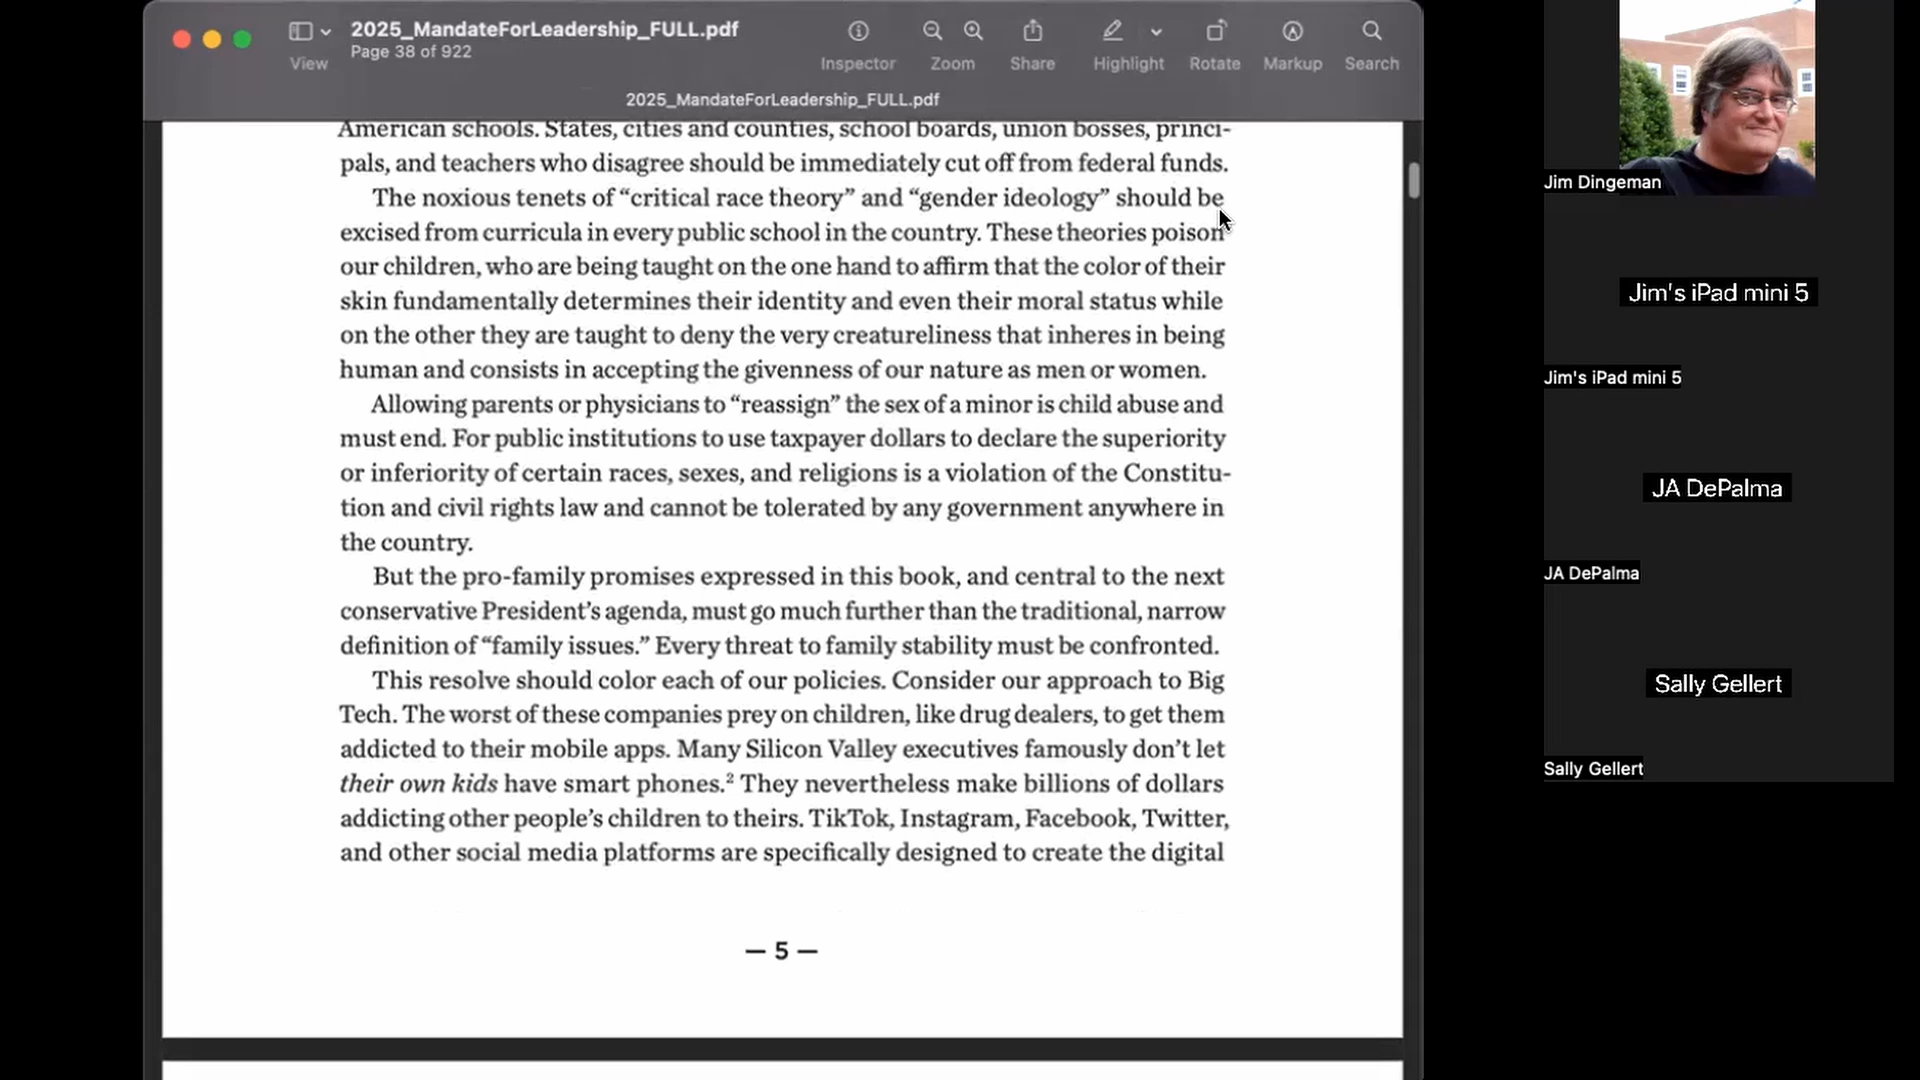 2025_MandateForLeadership_FULL.pdf
Page 38 of 922
View
Inspector
Zoom
Share
Highlight
Rotate
Markup
Search
2025_MandateForLeadership_FULL.pdf
American schools. States, cities and counties, school boards, union bosses, princi-
pals, and teachers who disagree should be immediately cut off from federal funds.
The noxious tenets of “critical race theory” and “gender ideology” should be
excised from curricula in every public school in the country. These theories poison
our children, who are being taught on the one hand to affirm that the color of their
skin fundamentally determines their identity and even their moral status while
on the other they are taught to deny the very creatureliness that inheres in being
human and consists in accepting the givenness of our nature as men or women.
Allowing parents or physicians to “reassign” the sex of a minor is child abuse and
must end. For public institutions to use taxpayer dollars to declare the superiority
or inferiority of certain races, sexes, and religions is a violation of the Constitu-
tion and civil rights law and cannot be tolerated by any government anywhere in
the country.
But the pro-family promises expressed in this book, and central to the next
conservative President’s agenda, must go much further than the traditional, narrow
definition of “family issues.” Every threat to family stability must be confronted.
This resolve should color each of our policies. Consider our approach to Big
Tech. The worst of these companies prey on children, like drug dealers, to get them
addicted to their mobile apps. Many Silicon Valley executives famously don’t let
their own kids have smart phones.² They nevertheless make billions of dollars
addicting other people’s children to theirs. TikTok, Instagram, Facebook, Twitter,
and other social media platforms are specifically designed to create the digital
— 5 —
Jim Dingeman
Jim's iPad mini 5
Jim's iPad mini 5
JA DePalma
JA DePalma
Sally Gellert
Sally Gellert